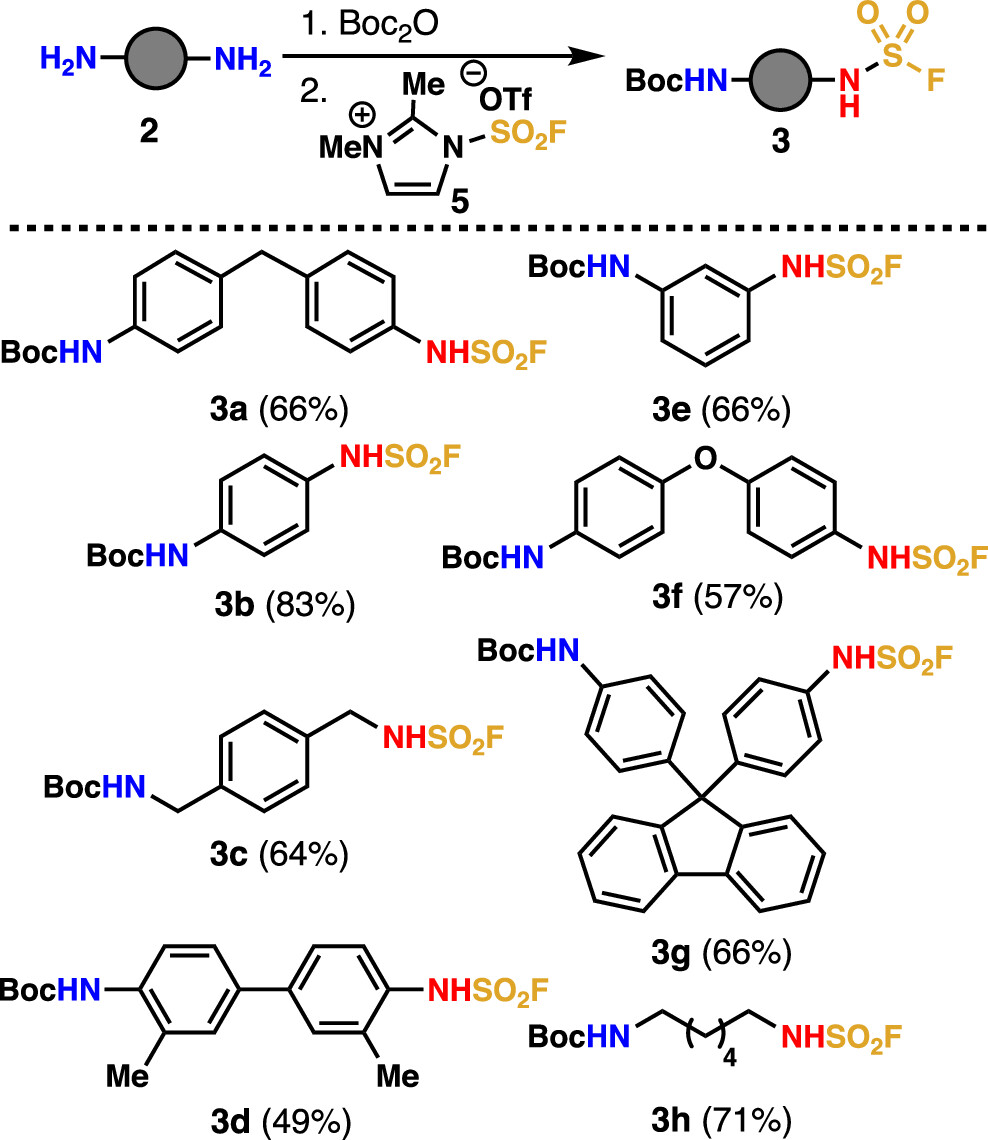 H₂N
NH₂
2
1. Boc₂O
2.
Me
⊕
⊖
OTf
MeN
N
SO₂F
5
BocHN
N
H
S
O
O
F
3
BocHN
NHSO₂F
3a (66%)
BocHN
NHSO₂F
3e (66%)
BocHN
NHSO₂F
3b (83%)
BocHN
O
NHSO₂F
3f (57%)
BocHN
NHSO₂F
3c (64%)
BocHN
NHSO₂F
3g (66%)
BocHN
NHSO₂F
Me
Me
3d (49%)
BocHN
( )4
NHSO₂F
3h (71%)